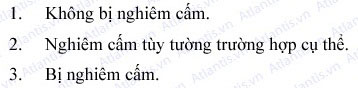 1. Không bị nghiêm cấm.
2. Nghiêm cấm tùy tường trường hợp cụ thể.
3. Bị nghiêm cấm.